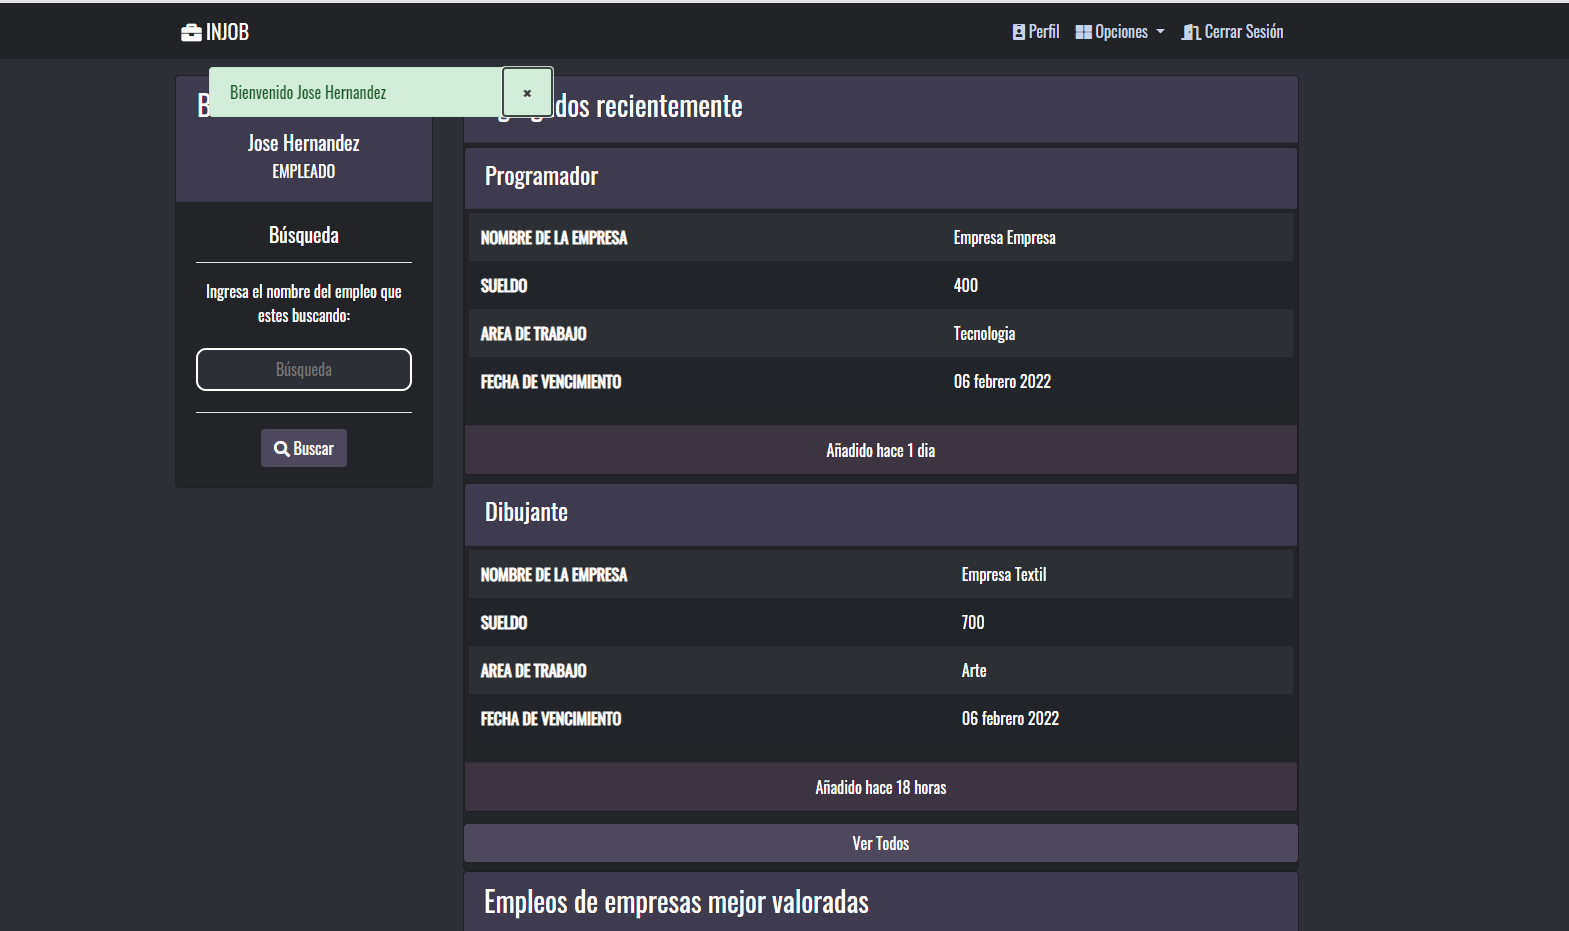 INJOB
Perfil
Opciones
Cerrar Sesión
Bienvenido Jose Hernandez
Jose Hernandez
EMPLEADO
Búsqueda
Ingresa el nombre del empleo que
estes buscando:
Búsqueda
Buscar
recientemente
Programador
NOMBRE DE LA EMPRESA Empresa Empresa
SUELDO 400
AREA DE TRABAJO Tecnologia
FECHA DE VENCIMIENTO 06 febrero 2022
Añadido hace 1 dia
Dibujante
NOMBRE DE LA EMPRESA Empresa Textil
SUELDO 700
AREA DE TRABAJO Arte
FECHA DE VENCIMIENTO 06 febrero 2022
Añadido hace 18 horas
Ver Todos
Empleos de empresas mejor valoradas